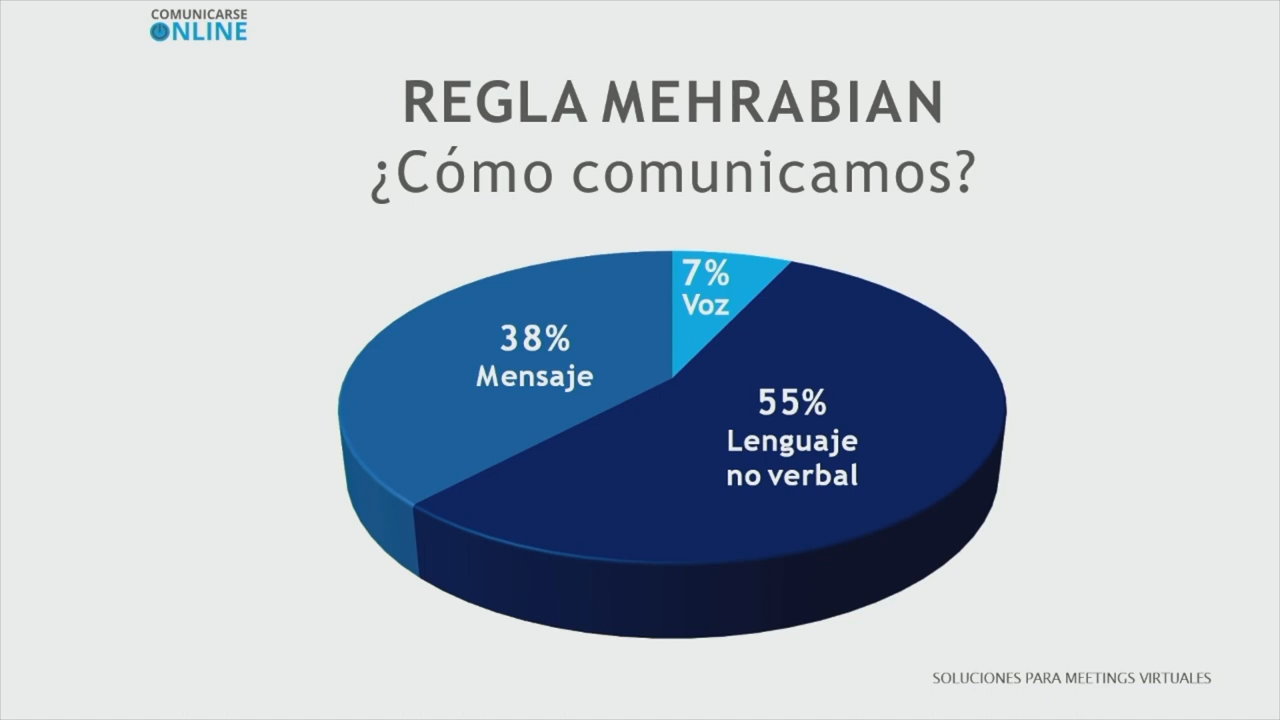 COMUNICARSE
ONLINE
REGLA MEHRABIAN
¿Cómo comunicamos?
7%
Voz
38%
Mensaje
55%
Lenguaje
no verbal
SOLUCIONES PARA MEETINGS VIRTUALES